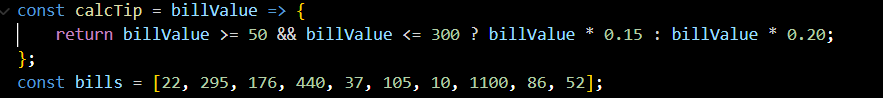 const calcTip = billValue => {
    return billValue >= 50 && billValue <= 300 ? billValue * 0.15 : billValue * 0.20;
};
const bills = [22, 295, 176, 440, 37, 105, 10, 1100, 86, 52];